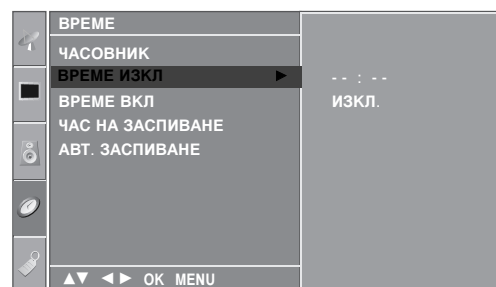 ВРЕМЕ
ЧАСОВНИК
ВРЕМЕ ИЗКЛ ► - - : - -
ВРЕМЕ ВКЛ ИЗКЛ.
ЧАС НА ЗАСПИВАНЕ
АВТ. ЗАСПИВАНЕ
▲▼ ◄► OK MENU